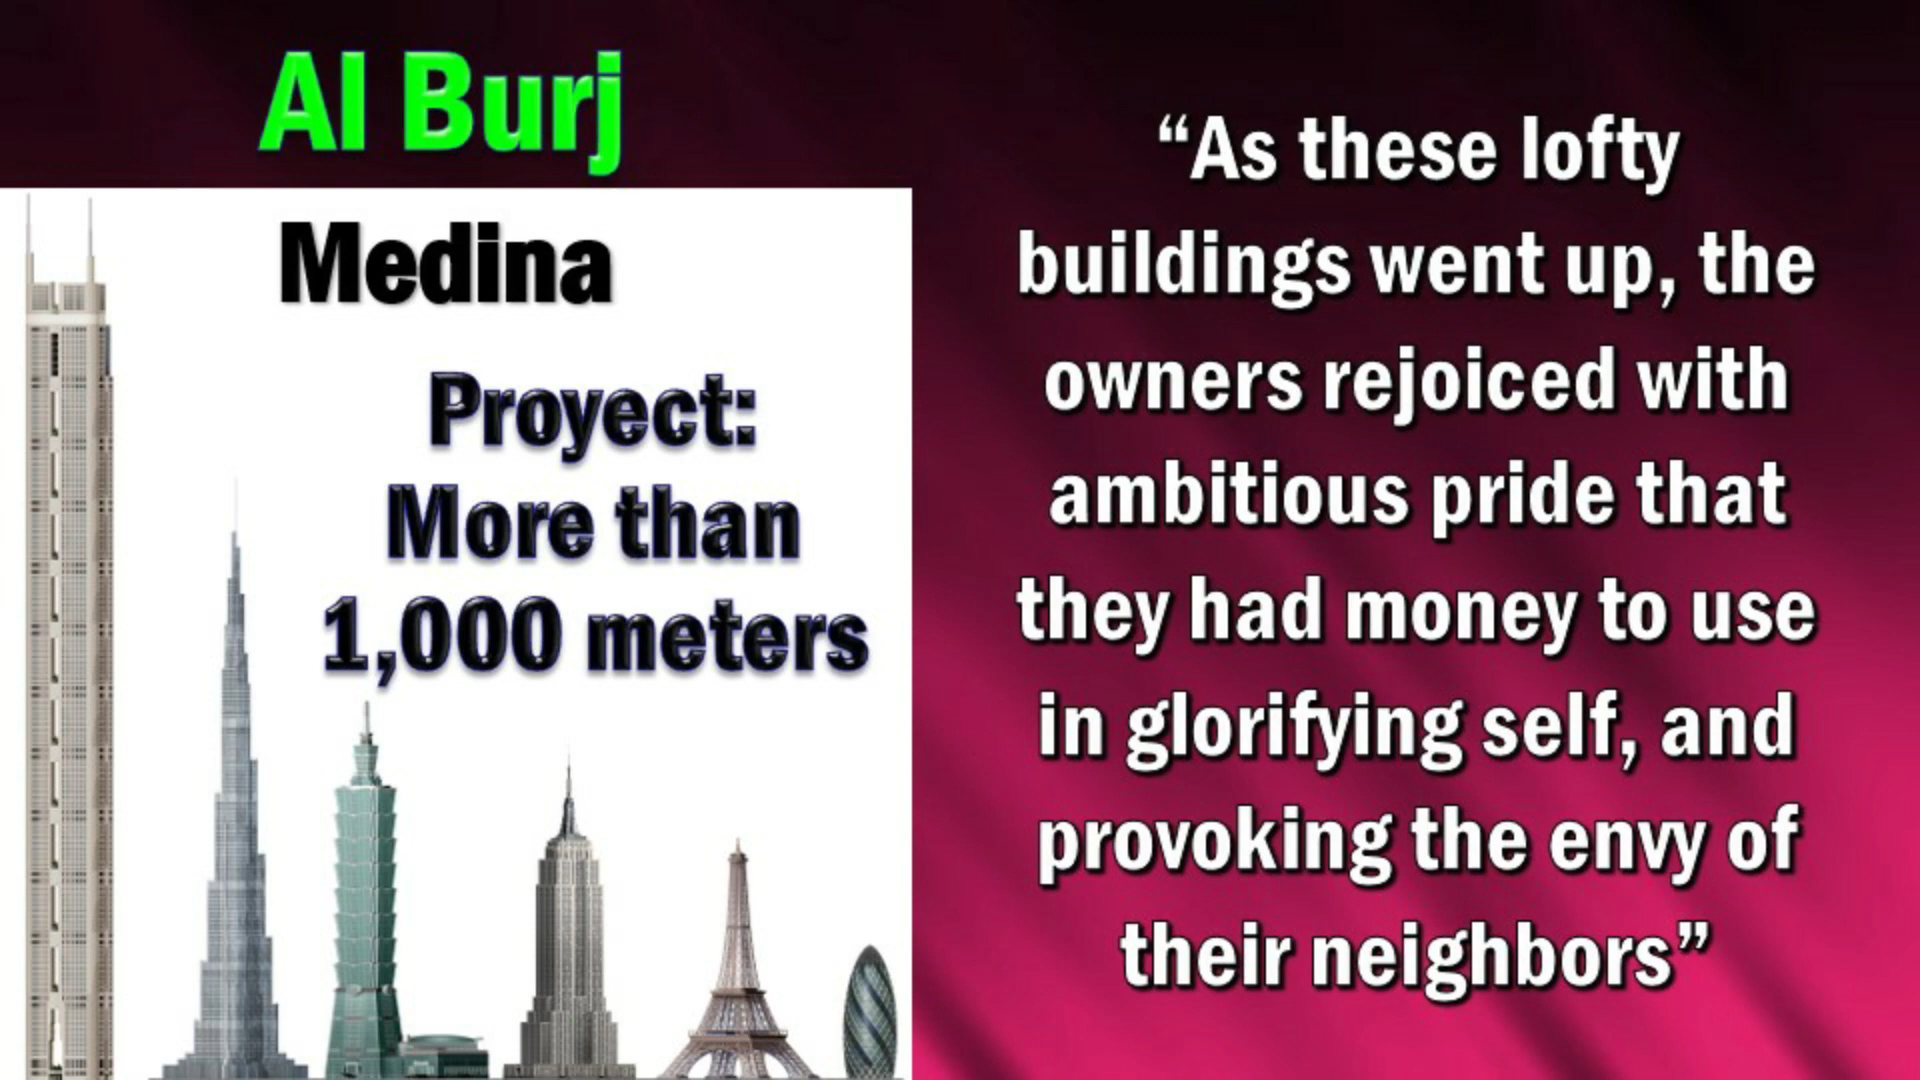 Al Burj
Medina
Proyect:
More than
1,000 meters
“As these lofty
buildings went up, the
owners rejoiced with
ambitious pride that
they had money to use
in glorifying self, and
provoking the envy of
their neighbors”